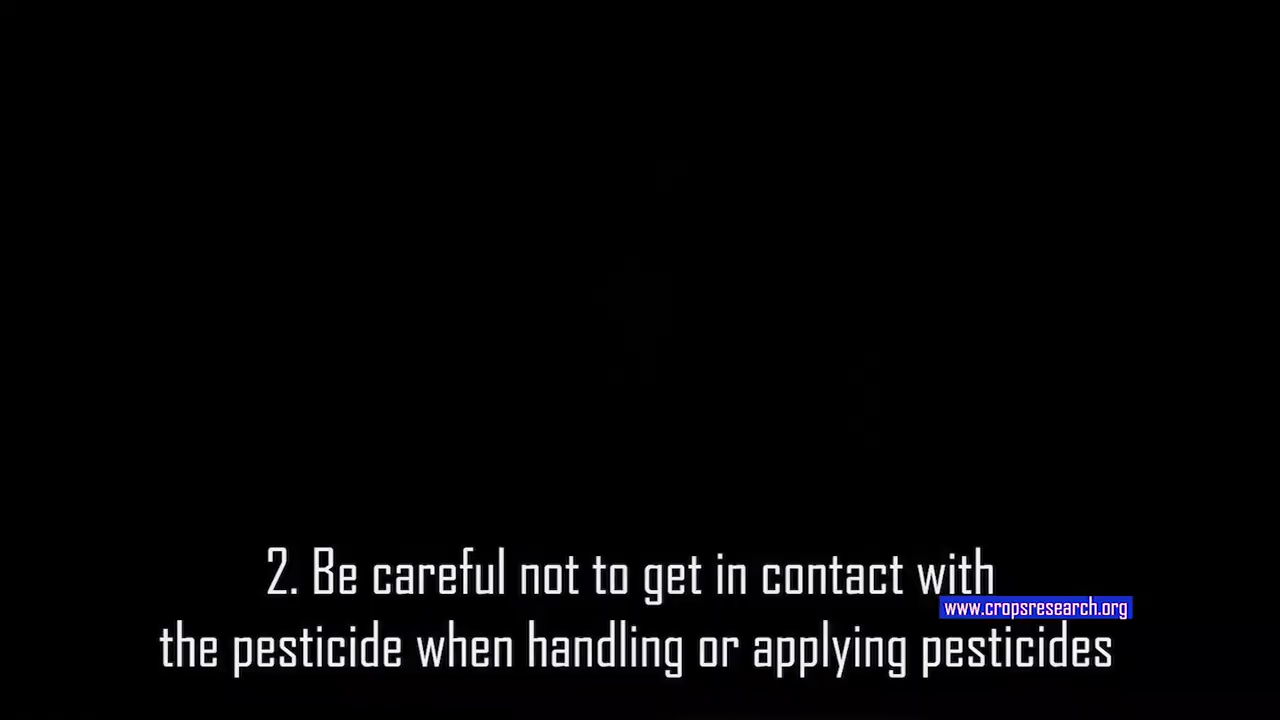 2. Be careful not to get in contact with
www.cropsresearch.org
the pesticide when handling or applying pesticides